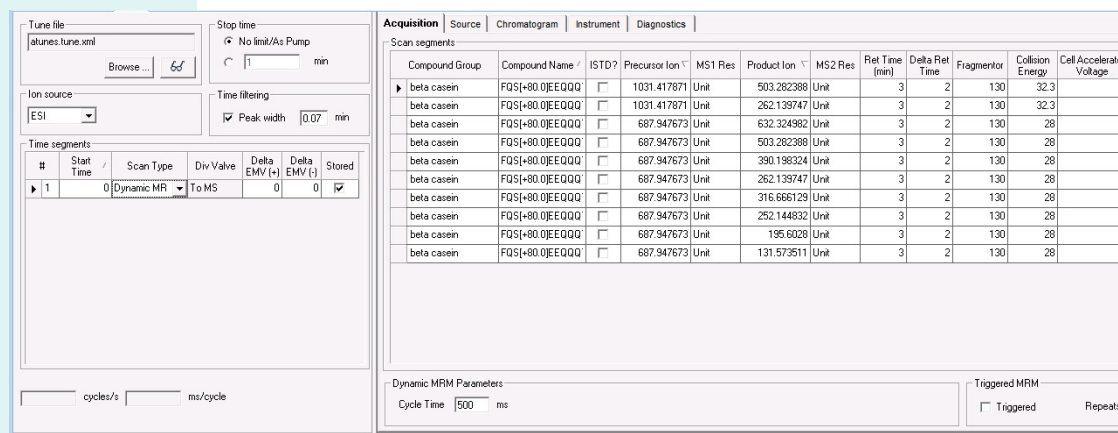 Tune file
atunes.tune.xml
Browse ...
Stop time
No limit/As Pump
1 min
Ion source
ESI
Time filtering
Peak width 0.07 min
Time segments
# Start Time / Scan Type Div Valve Delta EMV (+) Delta EMV (-) Stored
1 0 Dynamic MR To MS 0 0
cycles/s ms/cycle
Acquisition Source Chromatogram Instrument Diagnostics
Scan segments
Compound Group Compound Name / ISTD? Precursor Ion MS1 Res Product Ion MS2 Res Ret Time (min) Delta Ret Time Fragmentor Collision Energy Cell Accelerato Voltage
beta casein FQS[+80.0]EEQQQ 1031.417871 Unit 503.282388 Unit 3 2 130 32.3
beta casein FQS[+80.0]EEQQQ 1031.417871 Unit 262.139747 Unit 3 2 130 32.3
beta casein FQS[+80.0]EEQQQ 687.947673 Unit 632.324982 Unit 3 2 130 28
beta casein FQS[+80.0]EEQQQ 687.947673 Unit 503.282388 Unit 3 2 130 28
beta casein FQS[+80.0]EEQQQ 687.947673 Unit 390.198324 Unit 3 2 130 28
beta casein FQS[+80.0]EEQQQ 687.947673 Unit 262.139747 Unit 3 2 130 28
beta casein FQS[+80.0]EEQQQ 687.947673 Unit 316.666129 Unit 3 2 130 28
beta casein FQS[+80.0]EEQQQ 687.947673 Unit 252.144832 Unit 3 2 130 28
beta casein FQS[+80.0]EEQQQ 687.947673 Unit 195.6028 Unit 3 2 130 28
beta casein FQS[+80.0]EEQQQ 687.947673 Unit 131.573511 Unit 3 2 130 28
Dynamic MRM Parameters
Cycle Time 500 ms
Triggered MRM
Triggered Repeats